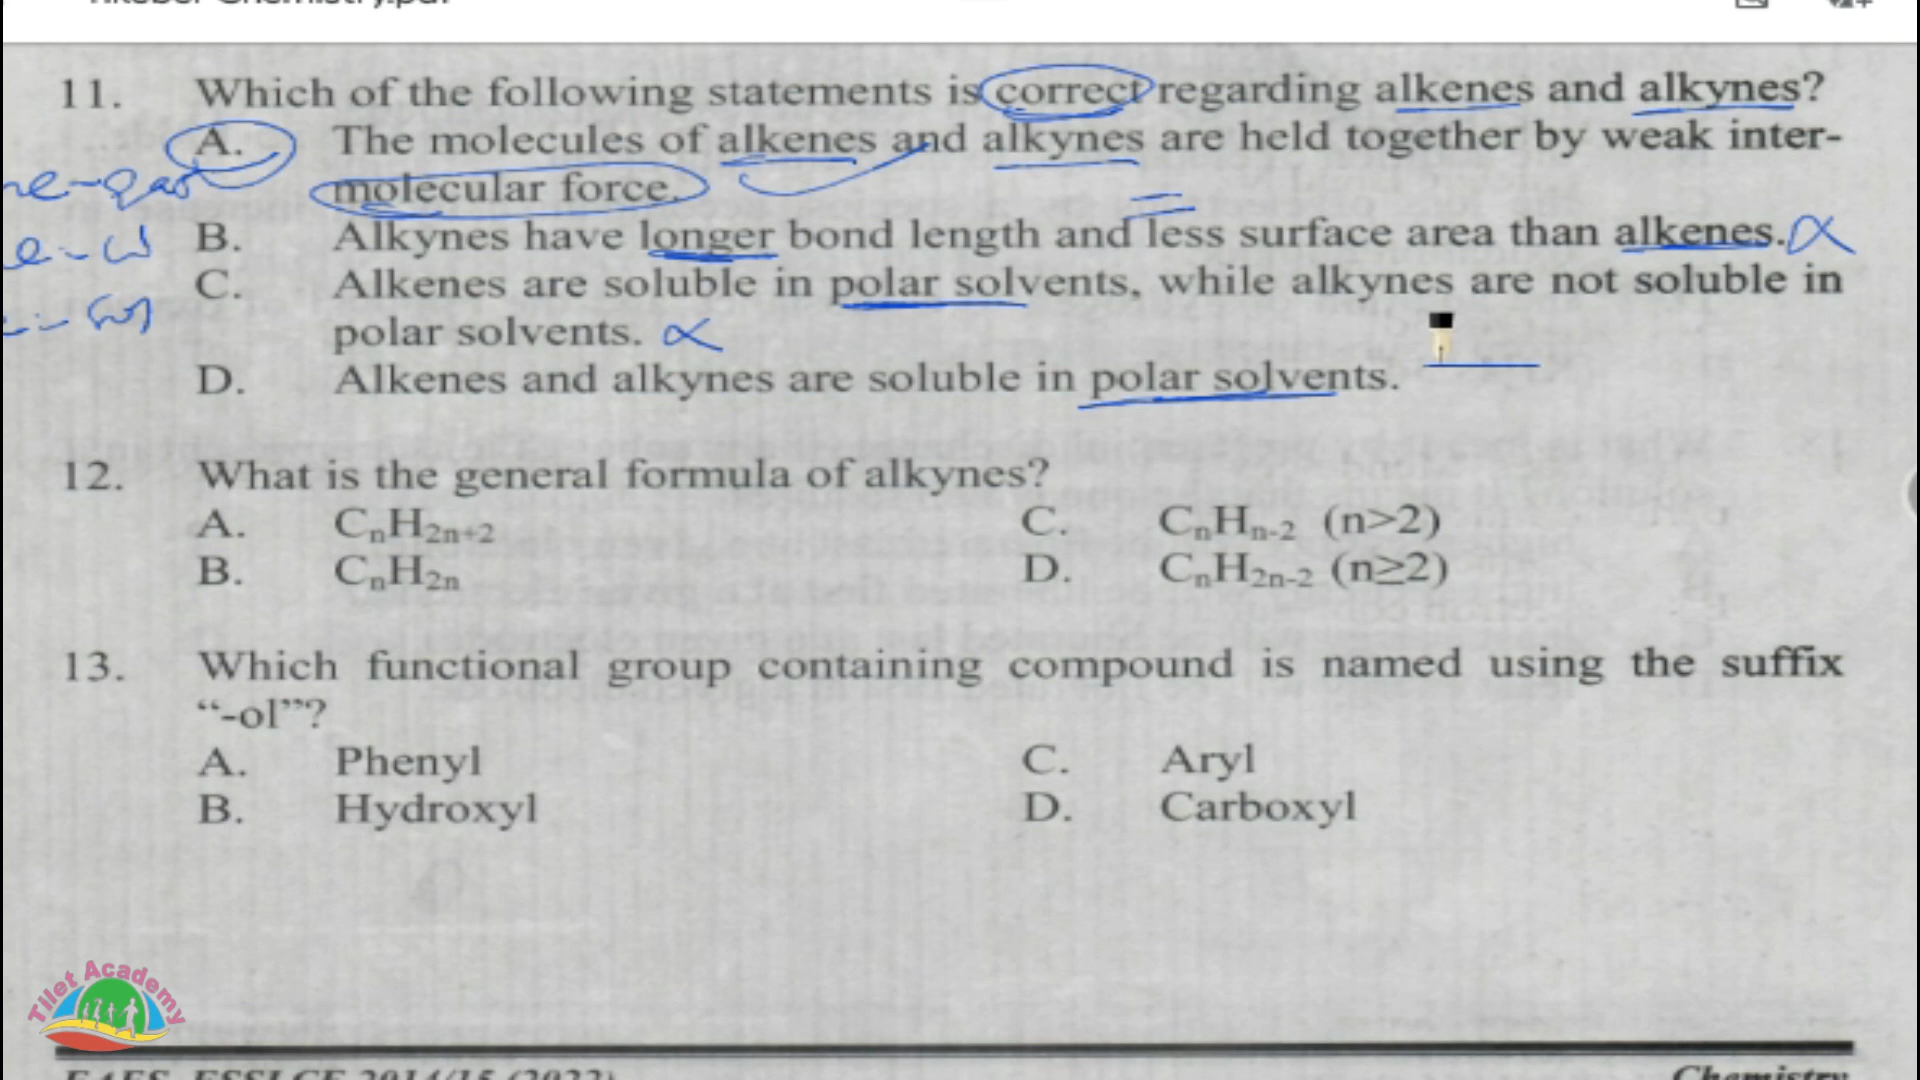 11. Which of the following statements is correct regarding alkenes and alkynes?
A. The molecules of alkenes and alkynes are held together by weak inter-
molecular force.
B. Alkynes have longer bond length and less surface area than alkenes.
C. Alkenes are soluble in polar solvents, while alkynes are not soluble in
polar solvents.
D. Alkenes and alkynes are soluble in polar solvents.
12. What is the general formula of alkynes?
A. CₙH₂ₙ₊₂
C. CₙHₙ₋₂ (n>2)
B. CₙH₂ₙ
D. CₙH₂ₙ₋₂ (n≥2)
13. Which functional group containing compound is named using the suffix
“-ol”?
A. Phenyl
C. Aryl
B. Hydroxyl
D. Carboxyl
Tilet Academy
Chemistry